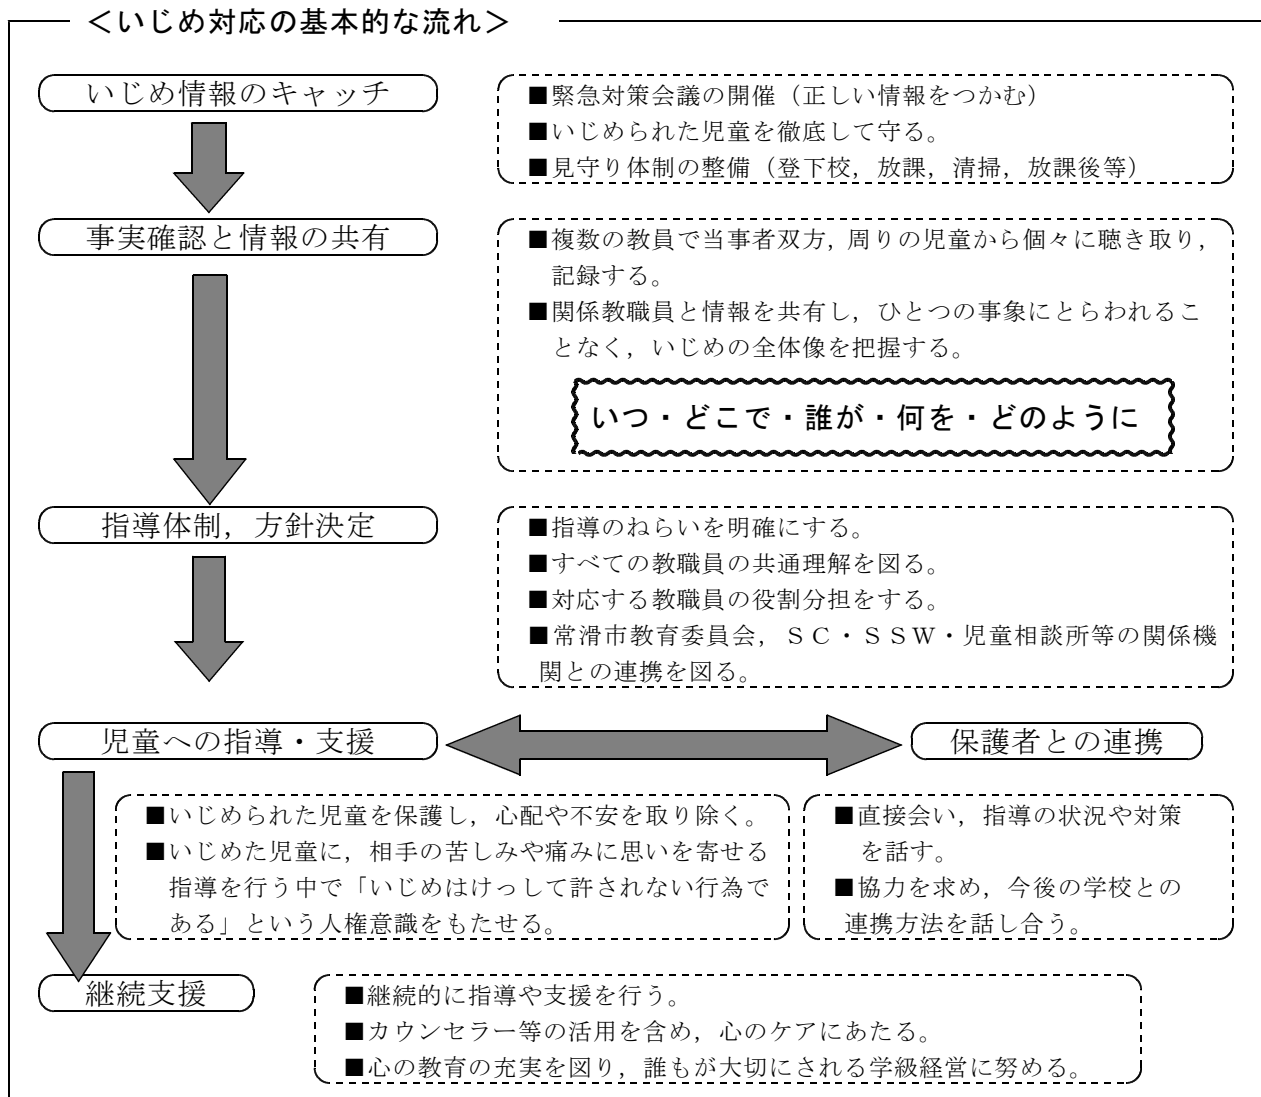 ＜いじめ対応の基本的な流れ＞
いじめ情報のキャッチ
■緊急対策会議の開催（正しい情報をつかむ）
■いじめられた児童を徹底して守る。
■見守り体制の整備（登下校，放課，清掃，放課後等）
事実確認と情報の共有
■複数の教員で当事者双方，周りの児童から個々に聴き取り，
記録する。
■関係教職員と情報を共有し，ひとつの事象にとらわれるこ
となく，いじめの全体像を把握する。
いつ・どこで・誰が・何を・どのように
指導体制，方針決定
■指導のねらいを明確にする。
■すべての教職員の共通理解を図る。
■対応する教職員の役割分担をする。
■常滑市教育委員会，ＳＣ・ＳＳＷ・児童相談所等の関係機
関との連携を図る。
児童への指導・支援
保護者との連携
■いじめられた児童を保護し，心配や不安を取り除く。
■いじめた児童に，相手の苦しみや痛みに思いを寄せる
指導を行う中で「いじめはけっして許されない行為で
ある」という人権意識をもたせる。
■直接会い，指導の状況や対策
を話す。
■協力を求め，今後の学校との
連携方法を話し合う。
継続支援
■継続的に指導や支援を行う。
■カウンセラー等の活用を含め，心のケアにあたる。
■心の教育の充実を図り，誰もが大切にされる学級経営に努める。